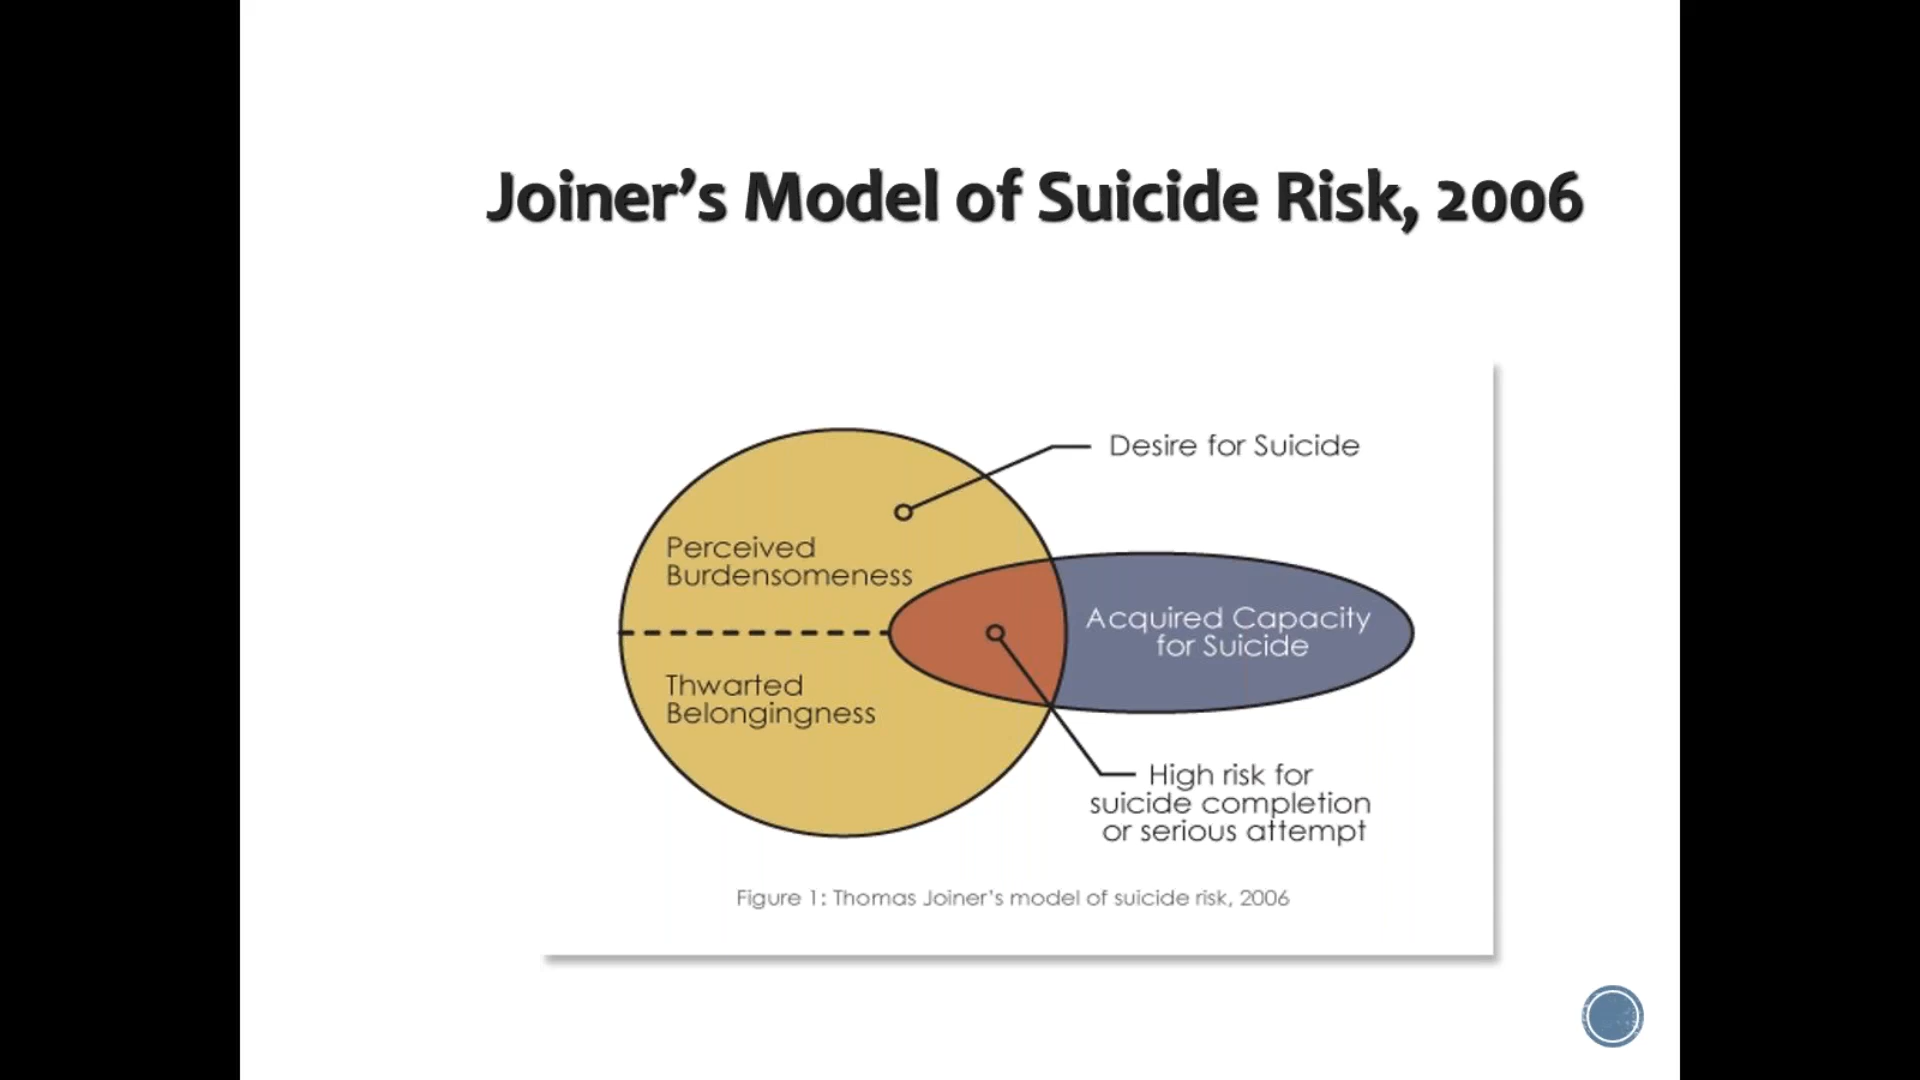 Joiner’s Model of Suicide Risk, 2006
Desire for Suicide
Perceived
Burdensomeness
Acquired Capacity
for Suicide
Thwarted
Belongingness
High risk for
suicide completion
or serious attempt
Figure 1: Thomas Joiner’s model of suicide risk, 2006